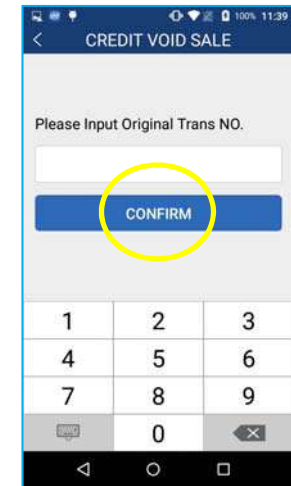 100% 11:39
< CREDIT VOID SALE
Please Input Original Trans NO.
CONFIRM
1 2 3
4 5 6
7 8 9
0